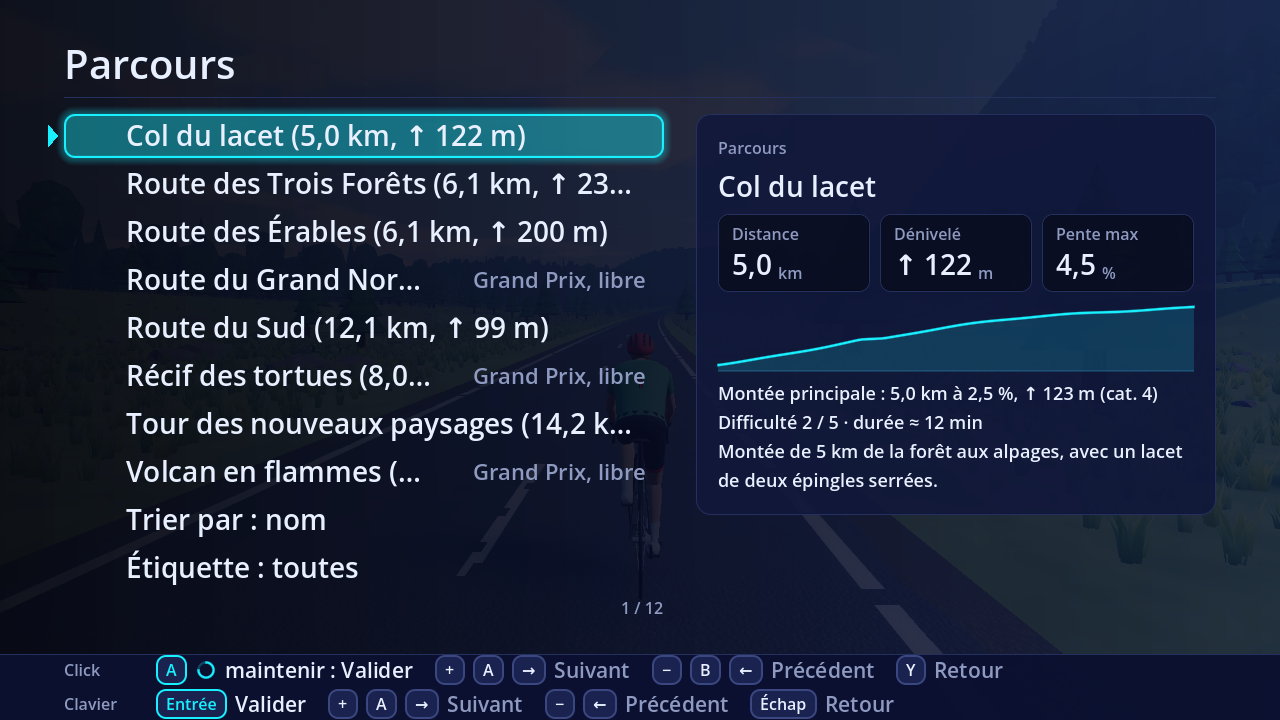 Parcours
Col du lacet (5,0 km, ↑ 122 m)
Route des Trois Forêts (6,1 km, ↑ 23...
Route des Érables (6,1 km, ↑ 200 m)
Route du Grand Nor... Grand Prix, libre
Route du Sud (12,1 km, ↑ 99 m)
Récif des tortues (8,0... Grand Prix, libre
Tour des nouveaux paysages (14,2 k...
Volcan en flammes (... Grand Prix, libre
Trier par : nom
Étiquette : toutes
1 / 12
Parcours
Col du lacet
Distance Dénivelé Pente max
5,0 km ↑ 122 m 4,5 %
Montée principale : 5,0 km à 2,5 %, ↑ 123 m (cat. 4)
Difficulté 2 / 5 · durée ≈ 12 min
Montée de 5 km de la forêt aux alpages, avec un lacet
de deux épingles serrées.
Click A maintenir : Valider + A → Suivant − B ← Précédent Y Retour
Clavier Entrée Valider + A → Suivant − ← Précédent Échap Retour